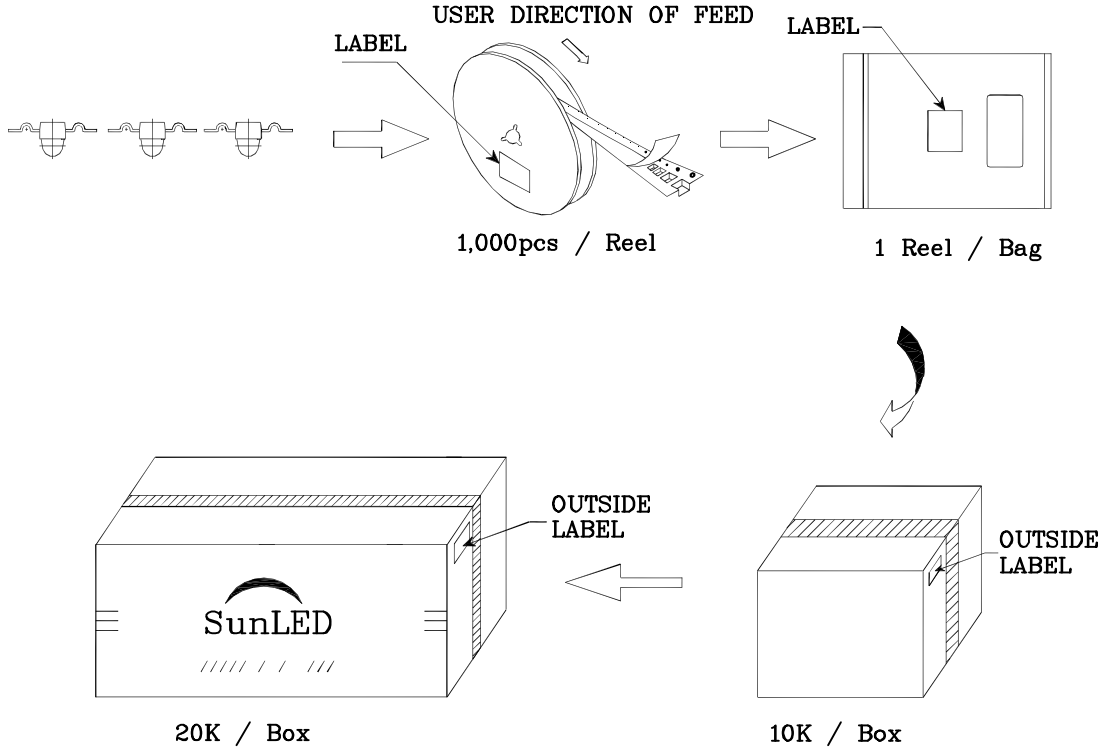 USER DIRECTION OF FEED
LABEL
LABEL
1,000pcs / Reel
1 Reel / Bag
OUTSIDE
LABEL
OUTSIDE
LABEL
SunLED
20K / Box
10K / Box